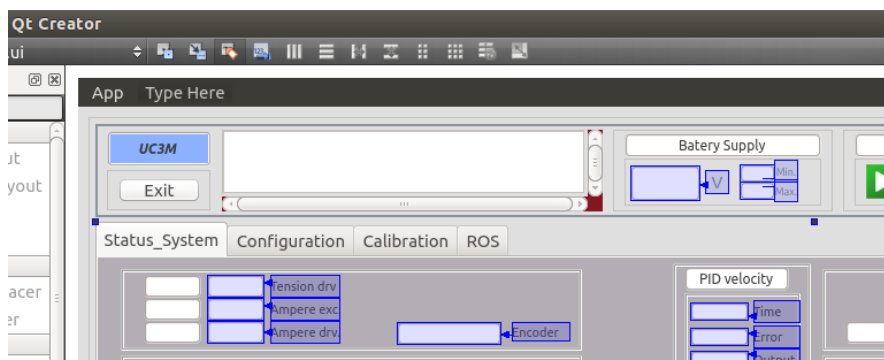 Qt Creator
.ui
App Type Here
UC3M
Exit
Batery Supply
V
Min.
Max.
Status_System Configuration Calibration ROS
Tension drv
Ampere exc
Ampere drv.
Encoder
PID velocity
Time
Error
Output
ut
yout
acer
er